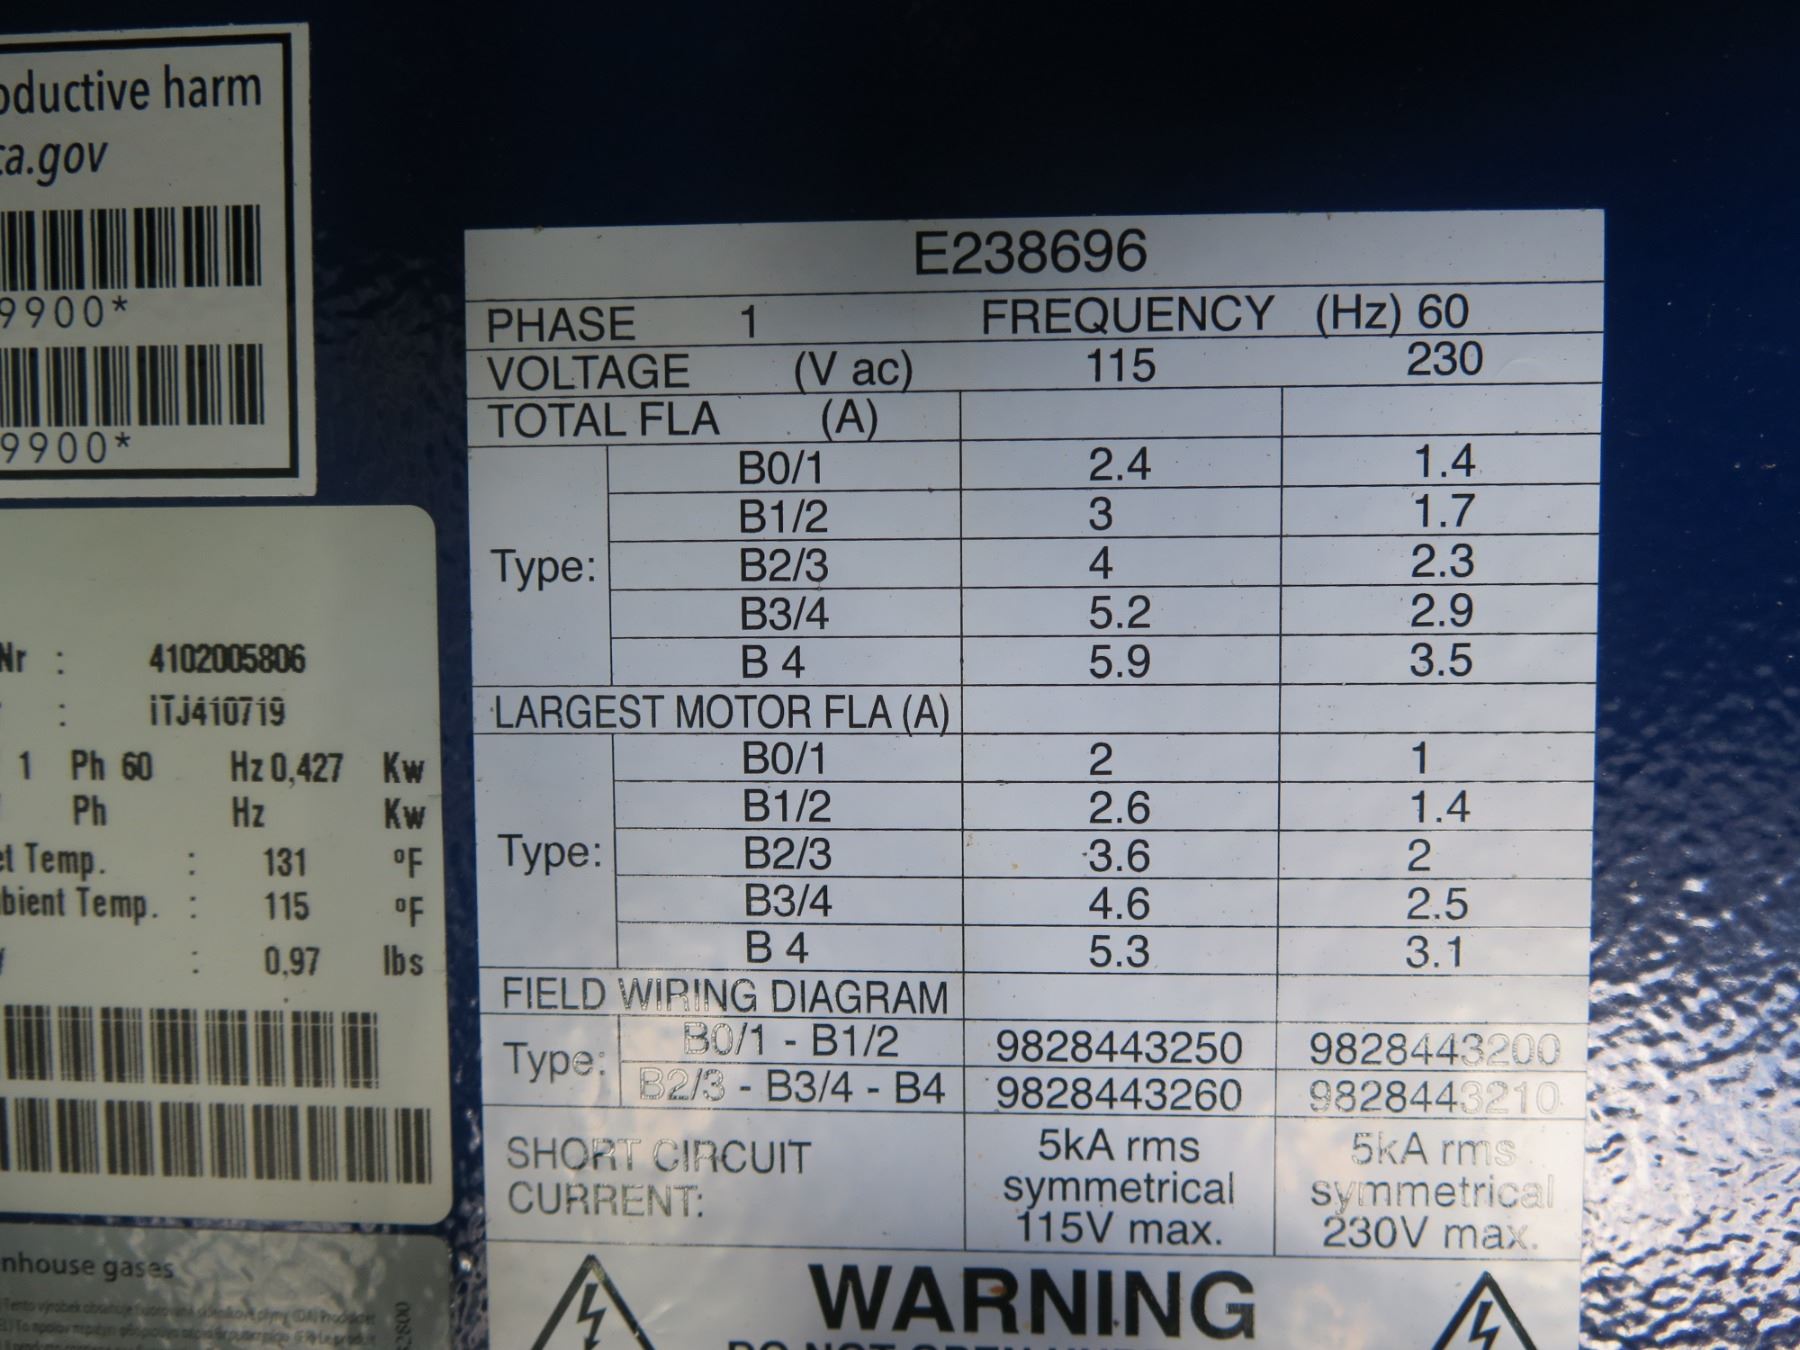 oductive harm
ca.gov
9900*
9900*
Nr : 4102005806
: iTJ410719
1 Ph 60 Hz 0,427 Kw
Ph Hz Kw
et Temp. : 131 ºF
bient Temp. : 115 ºF
: 0,97 lbs
nhouse gases
E238696
PHASE 1 FREQUENCY (Hz) 60
VOLTAGE (V ac) 115 230
TOTAL FLA (A)
Type:
B0/1 2.4 1.4
B1/2 3 1.7
B2/3 4 2.3
B3/4 5.2 2.9
B 4 5.9 3.5
LARGEST MOTOR FLA (A)
Type:
B0/1 2 1
B1/2 2.6 1.4
B2/3 3.6 2
B3/4 4.6 2.5
B 4 5.3 3.1
FIELD WIRING DIAGRAM
Type:
B0/1 - B1/2 9828443250 9828443200
B2/3 - B3/4 - B4 9828443260 9828443210
SHORT CIRCUIT CURRENT:
5kA rms symmetrical 115V max.
5kA rms symmetrical 230V max.
WARNING
DO NOT OPEN